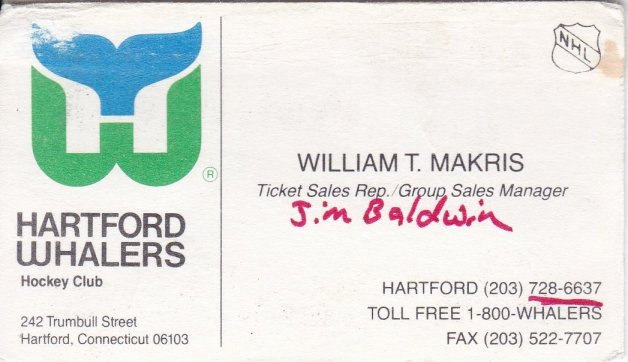 NHL
®
HARTFORD
WHALERS
Hockey Club
242 Trumbull Street
Hartford, Connecticut 06103
WILLIAM T. MAKRIS
Ticket Sales Rep./Group Sales Manager
Jim Baldwin
HARTFORD (203) 728-6637
TOLL FREE 1-800-WHALERS
FAX (203) 522-7707